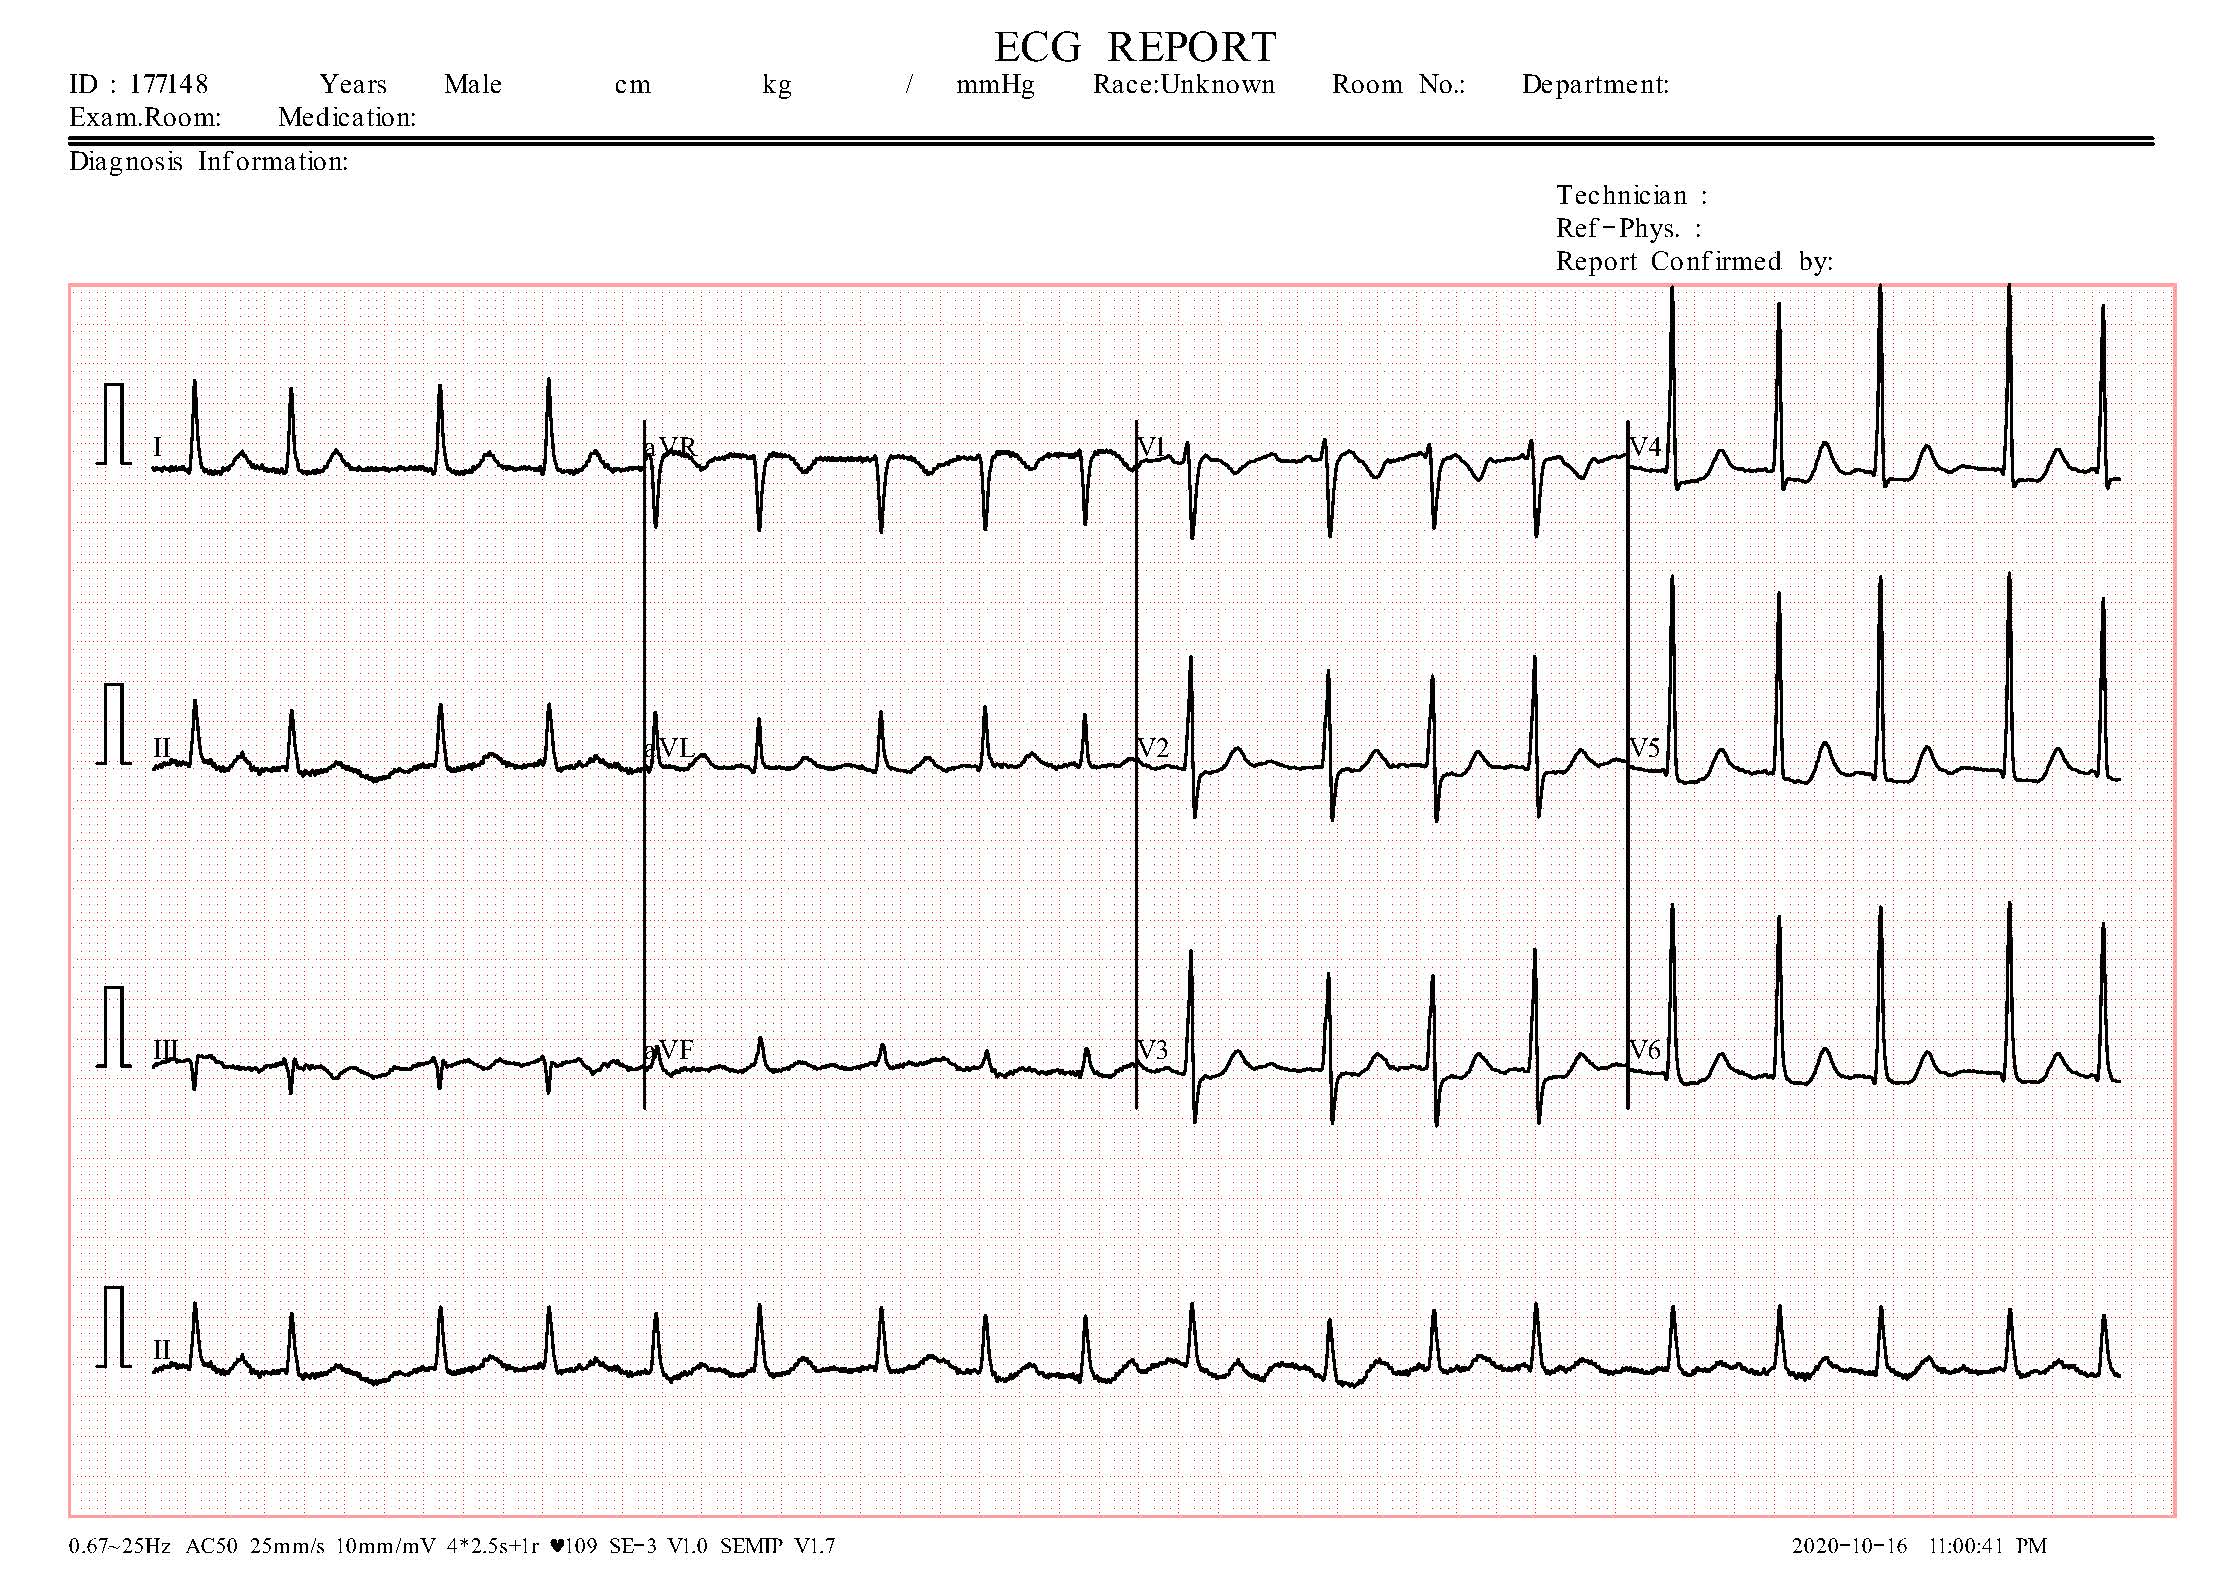 ECG REPORT
ID : 177148 Years Male cm kg / mmHg Race:Unknown Room No.: Department:
Exam.Room: Medication:
Diagnosis Information:
Technician :
Ref-Phys. :
Report Confirmed by:
I aVR V1 V4
II aVL V2 V5
III aVF V3 V6
II
0.67~25Hz AC50 25mm/s 10mm/mV 4*2.5s+1r ♥109 SE-3 V1.0 SEMIP V1.7 2020-10-16 11:00:41 PM